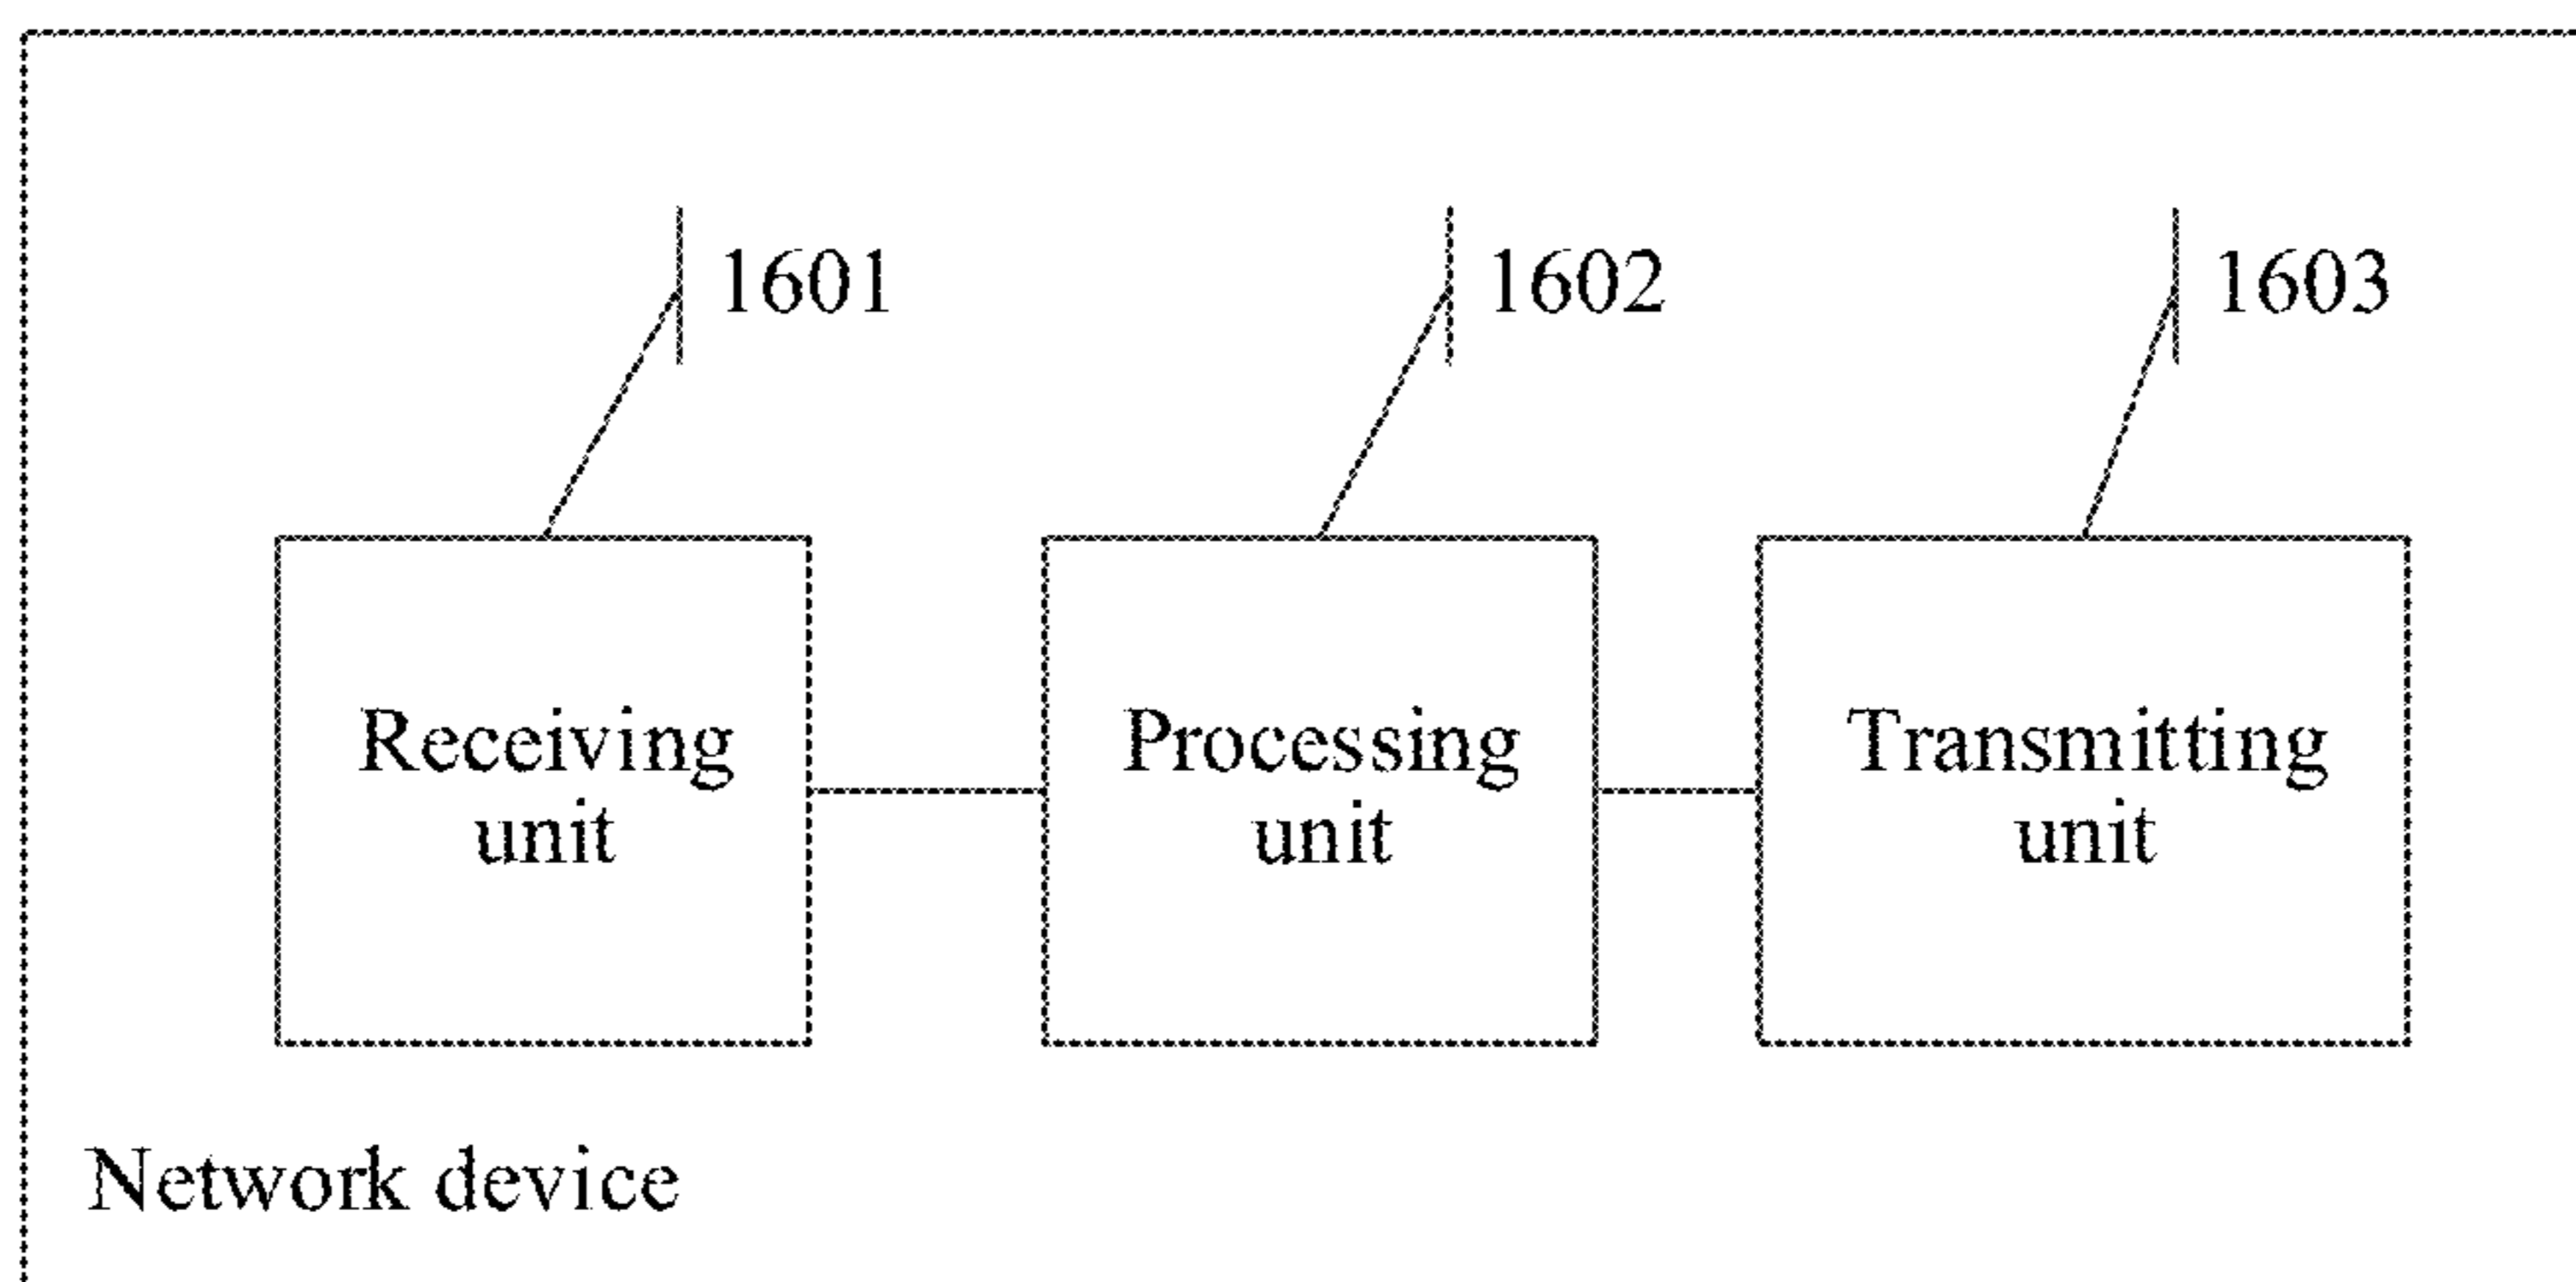 1601
1602
1603
Receiving
unit
Processing
unit
Transmitting
unit
Network device